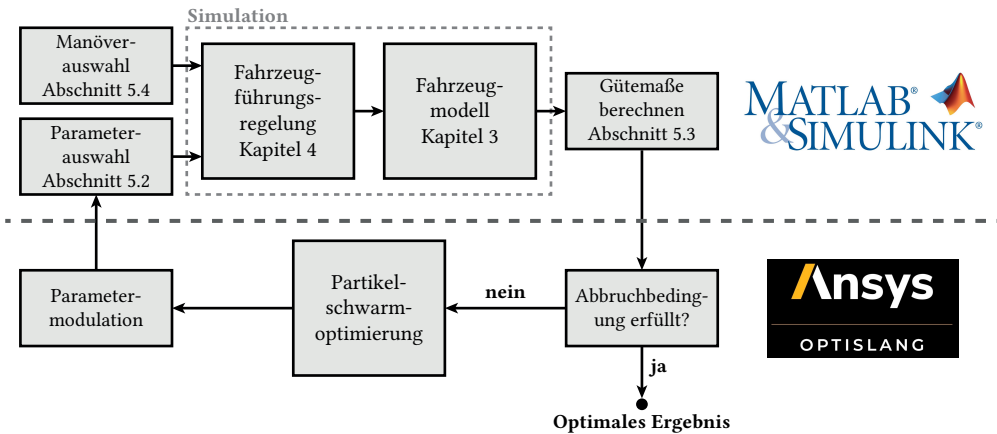 Simulation
Manöver-
auswahl
Abschnitt 5.4
Parameter-
auswahl
Abschnitt 5.2
Fahrzeug-
führungs-
regelung
Kapitel 4
Fahrzeug-
modell
Kapitel 3
Gütemaße
berechnen
Abschnitt 5.3
MATLAB®
&SIMULINK®
Parameter-
modulation
Partikel-
schwarm-
optimierung
nein
Abbruchbeding-
ung erfüllt?
ja
Optimales Ergebnis
Ansys
OPTISLANG